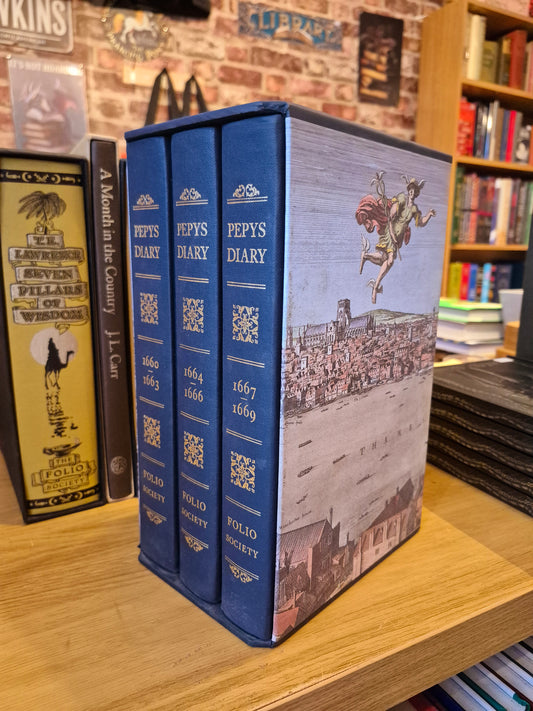 LIBRARY
T.E.
LAWRENCE
SEVEN
PILLARS
OF
WISDOM
THE
FOLIO
SOCIETY
A Month in the Country
J L. Carr
PEPYS
DIARY
1660
–
1663
FOLIO
SOCIETY
PEPYS
DIARY
1664
–
1666
FOLIO
SOCIETY
PEPYS
DIARY
1667
–
1669
FOLIO
SOCIETY